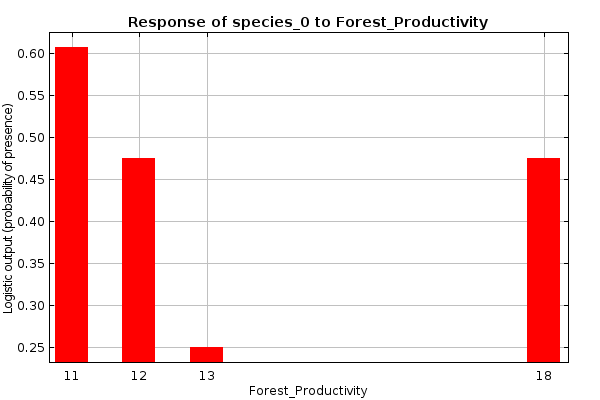 Response of species_0 to Forest_Productivity
Logistic output (probability of presence)
0.60
0.55
0.50
0.45
0.40
0.35
0.30
0.25
11 12 13 18
Forest_Productivity